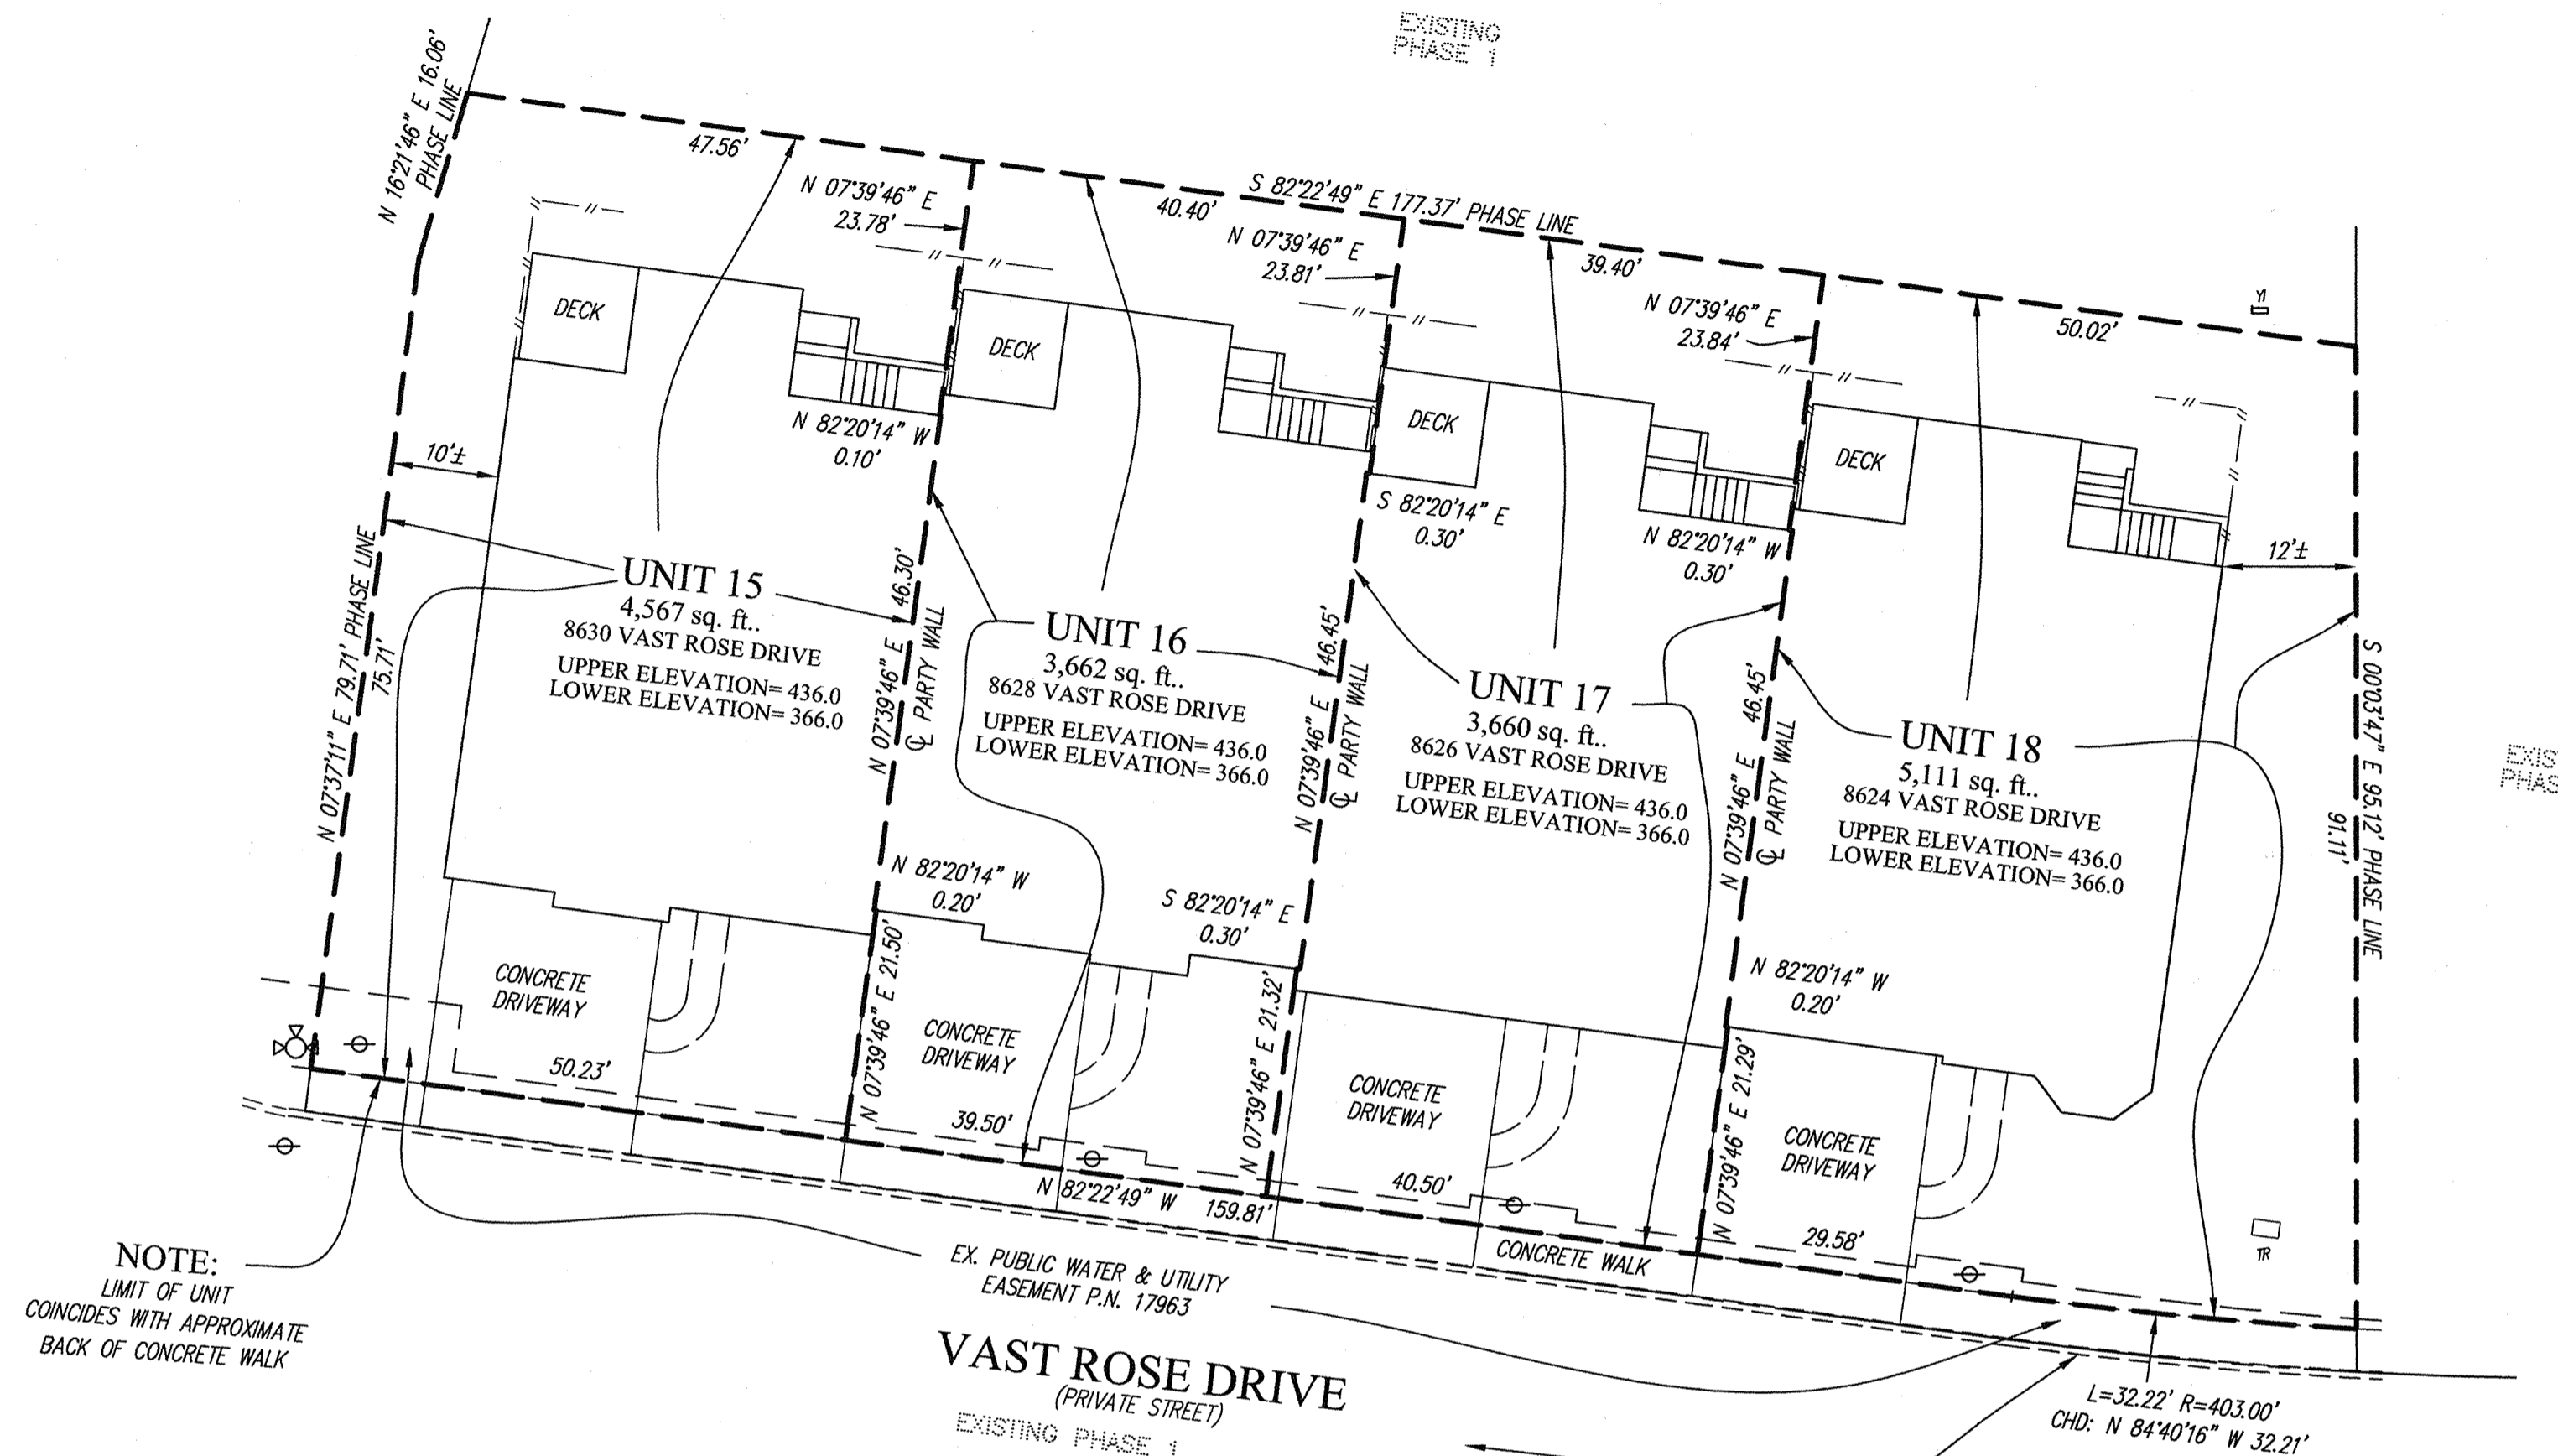 EXISTING
PHASE 1
N 16°21'46" E 16.06'
PHASE LINE
47.56'
N 07°39'46" E
23.78'
40.40'
S 82°22'49" E 177.37' PHASE LINE
N 07°39'46" E
23.81'
39.40'
N 07°39'46" E
23.84'
50.02'
YI
DECK
DECK
DECK
DECK
10'±
N 82°20'14" W
0.10'
S 82°20'14" E
0.30'
N 82°20'14" W
0.30'
12'±
N 07°37'11" E 79.71' PHASE LINE
75.71'
UNIT 15
4,567 sq. ft..
8630 VAST ROSE DRIVE
UPPER ELEVATION= 436.0
LOWER ELEVATION= 366.0
N 07°39'46" E 46.30'
℄ PARTY WALL
UNIT 16
3,662 sq. ft..
8628 VAST ROSE DRIVE
UPPER ELEVATION= 436.0
LOWER ELEVATION= 366.0
N 07°39'46" E 46.45'
℄ PARTY WALL
UNIT 17
3,660 sq. ft..
8626 VAST ROSE DRIVE
UPPER ELEVATION= 436.0
LOWER ELEVATION= 366.0
N 07°39'46" E 46.45'
℄ PARTY WALL
UNIT 18
5,111 sq. ft..
8624 VAST ROSE DRIVE
UPPER ELEVATION= 436.0
LOWER ELEVATION= 366.0
S 00°03'47" E 95.12' PHASE LINE
91.11'
EXIS
PHAS
N 82°20'14" W
0.20'
S 82°20'14" E
0.30'
N 82°20'14" W
0.20'
CONCRETE
DRIVEWAY
N 07°39'46" E 21.50'
CONCRETE
DRIVEWAY
N 07°39'46" E 21.32'
CONCRETE
DRIVEWAY
N 07°39'46" E 21.29'
CONCRETE
DRIVEWAY
50.23'
39.50'
40.50'
29.58'
N 82°22'49" W 159.81'
CONCRETE WALK
TR
NOTE:
LIMIT OF UNIT
COINCIDES WITH APPROXIMATE
BACK OF CONCRETE WALK
EX. PUBLIC WATER & UTILITY
EASEMENT P.N. 17963
VAST ROSE DRIVE
(PRIVATE STREET)
EXISTING PHASE 1
L=32.22' R=403.00'
CHD: N 84°40'16" W 32.21'